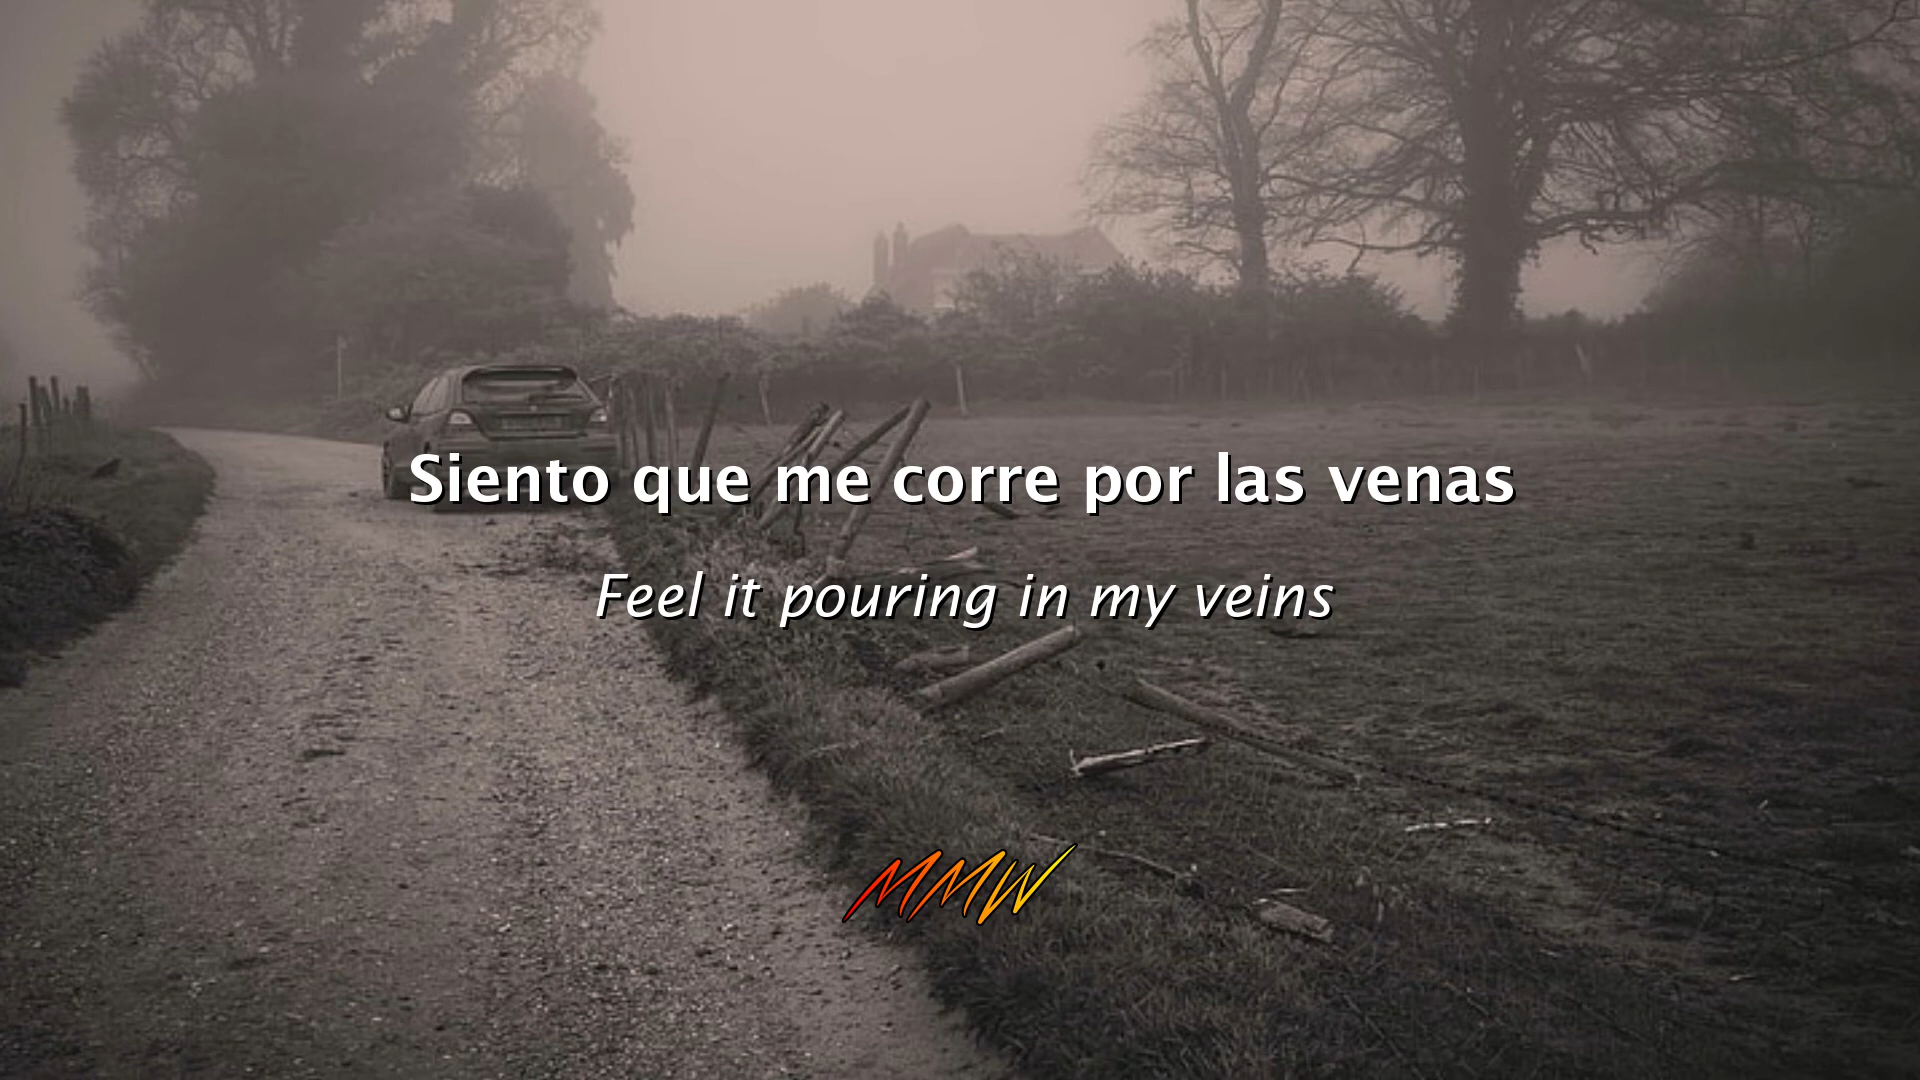 Siento que me corre por las venas
Feel it pouring in my veins
MMW